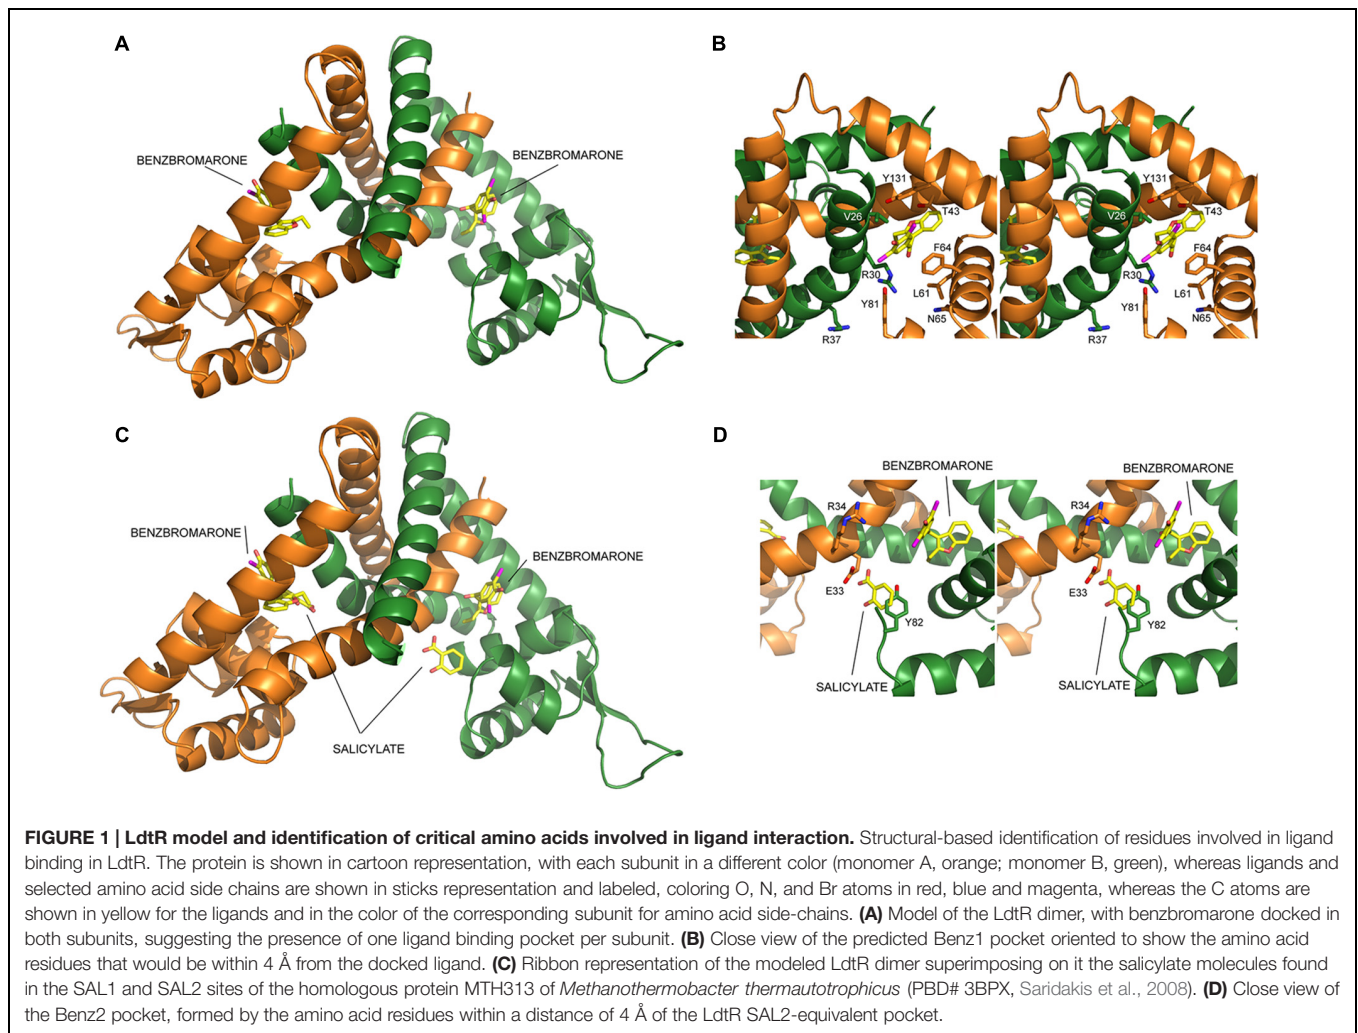 A
BENZBROMARONE
BENZBROMARONE
B
Y131
T43
V26
F64
R30
L61
Y81
N65
R37
Y131
T43
V26
F64
R30
L61
Y81
N65
R37
C
BENZBROMARONE
BENZBROMARONE
SALICYLATE
D
BENZBROMARONE
BENZBROMARONE
R34
E33
Y82
SALICYLATE
R34
E33
Y82
SALICYLATE
FIGURE 1 | LdtR model and identification of critical amino acids involved in ligand interaction. Structural-based identification of residues involved in ligand
binding in LdtR. The protein is shown in cartoon representation, with each subunit in a different color (monomer A, orange; monomer B, green), whereas ligands and
selected amino acid side chains are shown in sticks representation and labeled, coloring O, N, and Br atoms in red, blue and magenta, whereas the C atoms are
shown in yellow for the ligands and in the color of the corresponding subunit for amino acid side-chains. (A) Model of the LdtR dimer, with benzbromarone docked in
both subunits, suggesting the presence of one ligand binding pocket per subunit. (B) Close view of the predicted Benz1 pocket oriented to show the amino acid
residues that would be within 4 Å from the docked ligand. (C) Ribbon representation of the modeled LdtR dimer superimposing on it the salicylate molecules found
in the SAL1 and SAL2 sites of the homologous protein MTH313 of Methanothermobacter thermautotrophicus (PBD# 3BPX, Saridakis et al., 2008). (D) Close view of
the Benz2 pocket, formed by the amino acid residues within a distance of 4 Å of the LdtR SAL2-equivalent pocket.